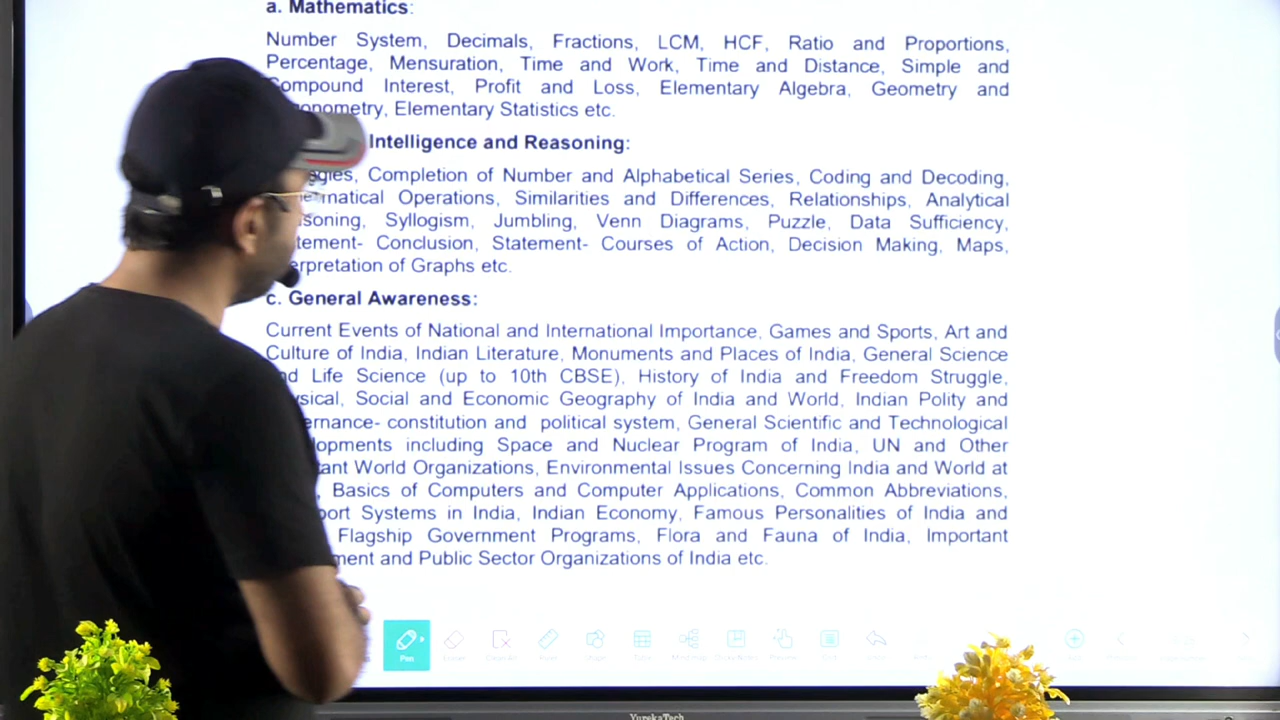 a. Mathematics:
Number System, Decimals, Fractions, LCM, HCF, Ratio and Proportions,
Percentage, Mensuration, Time and Work, Time and Distance, Simple and
ompound Interest, Profit and Loss, Elementary Algebra, Geometry and
onometry, Elementary Statistics etc.
Intelligence and Reasoning:
gies, Completion of Number and Alphabetical Series, Coding and Decoding,
matical Operations, Similarities and Differences, Relationships, Analytical
soning, Syllogism, Jumbling, Venn Diagrams, Puzzle, Data Sufficiency,
tement- Conclusion, Statement- Courses of Action, Decision Making, Maps,
erpretation of Graphs etc.
c. General Awareness:
Current Events of National and International Importance, Games and Sports, Art and
Culture of India, Indian Literature, Monuments and Places of India, General Science
nd Life Science (up to 10th CBSE), History of India and Freedom Struggle,
ysical, Social and Economic Geography of India and World, Indian Polity and
ernance- constitution and political system, General Scientific and Technological
lopments including Space and Nuclear Program of India, UN and Other
tant World Organizations, Environmental Issues Concerning India and World at
, Basics of Computers and Computer Applications, Common Abbreviations,
port Systems in India, Indian Economy, Famous Personalities of India and
Flagship Government Programs, Flora and Fauna of India, Important
ment and Public Sector Organizations of India etc.
Pen
YurekaTech